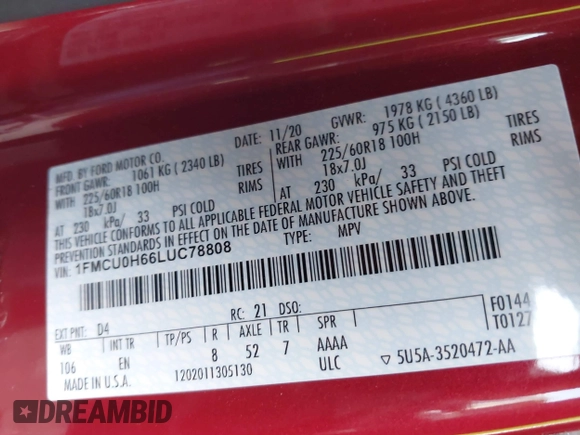 MFD. BY FORD MOTOR CO.
DATE: 11/20 GVWR: 1978 KG ( 4360 LB)
FRONT GAWR: 1061 KG ( 2340 LB)
REAR GAWR: 975 KG ( 2150 LB)
WITH 225/60R18 100H TIRES
WITH 225/60R18 100H TIRES
18x7.0J RIMS
18x7.0J RIMS
AT 230 kPa/ 33 PSI COLD
AT 230 kPa/ 33 PSI COLD
THIS VEHICLE CONFORMS TO ALL APPLICABLE FEDERAL MOTOR VEHICLE SAFETY AND THEFT
PREVENTION STANDARDS IN EFFECT ON THE DATE OF MANUFACTURE SHOWN ABOVE.
VIN: 1FMCU0H66LUC78808
TYPE: MPV
F0144
T0127
EXT PNT: D4 RC: 21 DSO:
WB TP/PS R AXLE TR SPR
106 EN 8 52 7 AAAA
ULC
MADE IN U.S.A. 1202011305130
▽ 5U5A-3520472-AA
DREAMBID